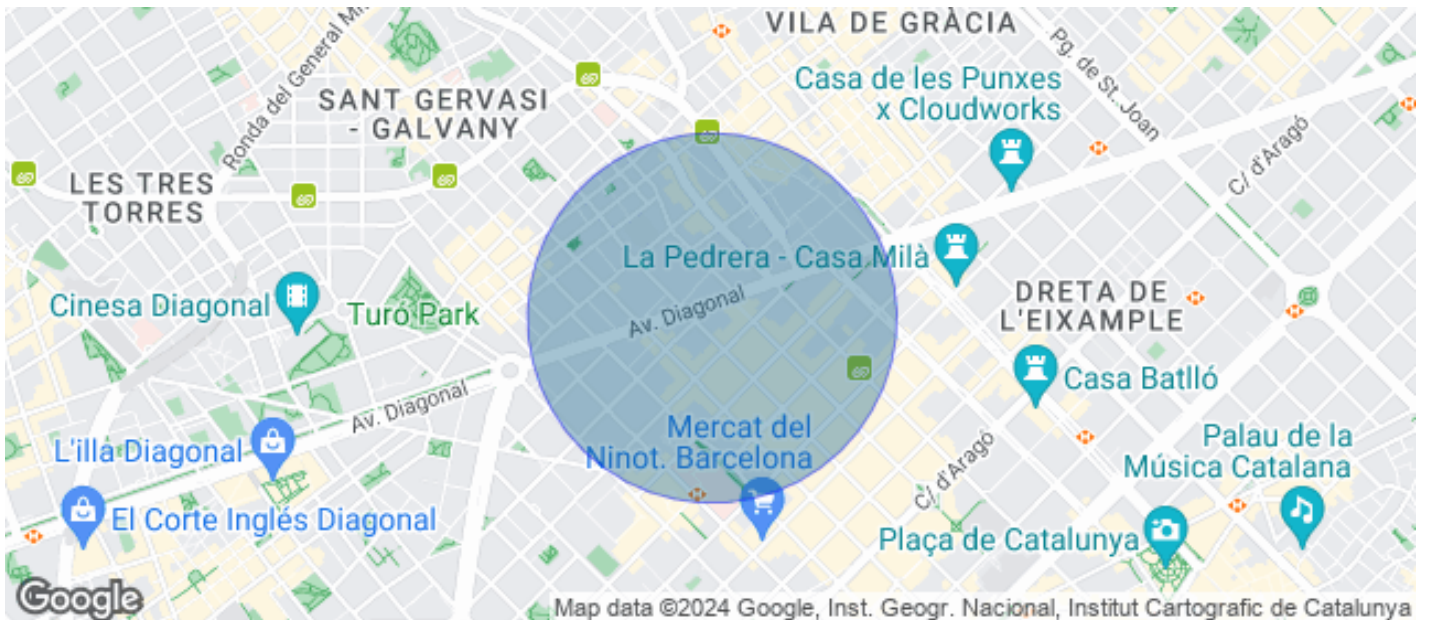 VILA DE GRÀCIA
Ronda del General Mi
Pg. de St. Joan
Casa de les Punxes
x Cloudworks
SANT GERVASI
- GALVANY
C/ d'Aragó
LES TRES
TORRES
La Pedrera - Casa Milà
DRETA DE
L'EIXAMPLE
Cinesa Diagonal
Turó Park
Av. Diagonal
Casa Batlló
Av. Diagonal
Mercat del
Ninot. Barcelona
L'illa Diagonal
C/ d'Aragó
Palau de la
Música Catalana
El Corte Inglés Diagonal
Plaça de Catalunya
Google
Map data ©2024 Google, Inst. Geogr. Nacional, Institut Cartografic de Catalunya